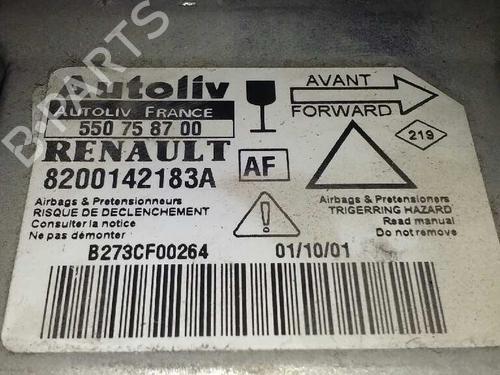 B-PARTS
Autoliv
AUTOLIV FRANCE
550 75 87 00
RENAULT
8200142183A
AF
AVANT
FORWARD
219
Airbags & Pretensionneurs
RISQUE DE DECLENCHEMENT
Consulter la notice
Ne pas démonter
Airbags & Pretensioners
TRIGERRING HAZARD
Read manual
Do not remove
B273CF00264
01/10/01